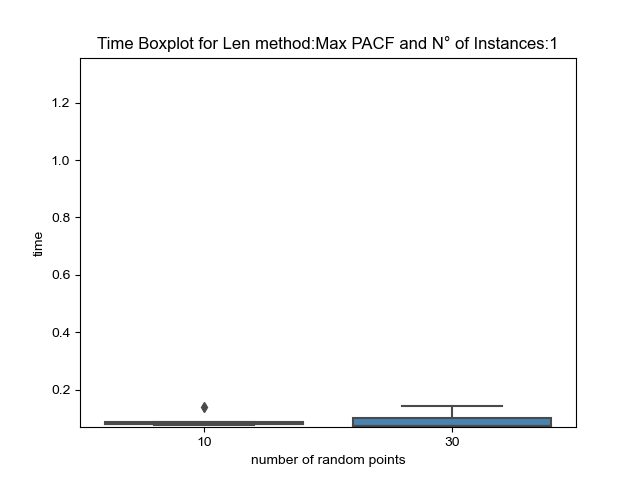 Time Boxplot for Len method:Max PACF and N° of Instances:1
1.2
1.0
0.8
0.6
0.4
0.2
time
10
30
number of random points